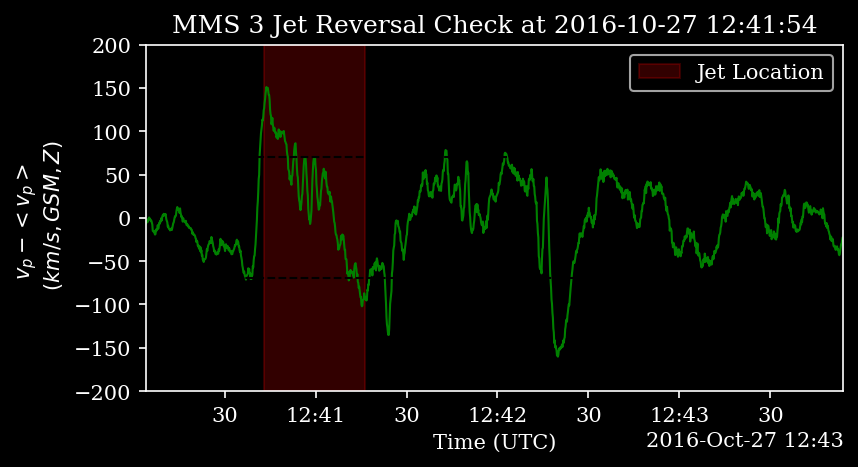 MMS 3 Jet Reversal Check at 2016-10-27 12:41:54
200
150
100
50
0
−50
−100
−150
−200
v_p − < v_p >
(km/s, GSM, Z)
Jet Location
30 12:41 30 12:42 30 12:43 30
Time (UTC)
2016-Oct-27 12:43